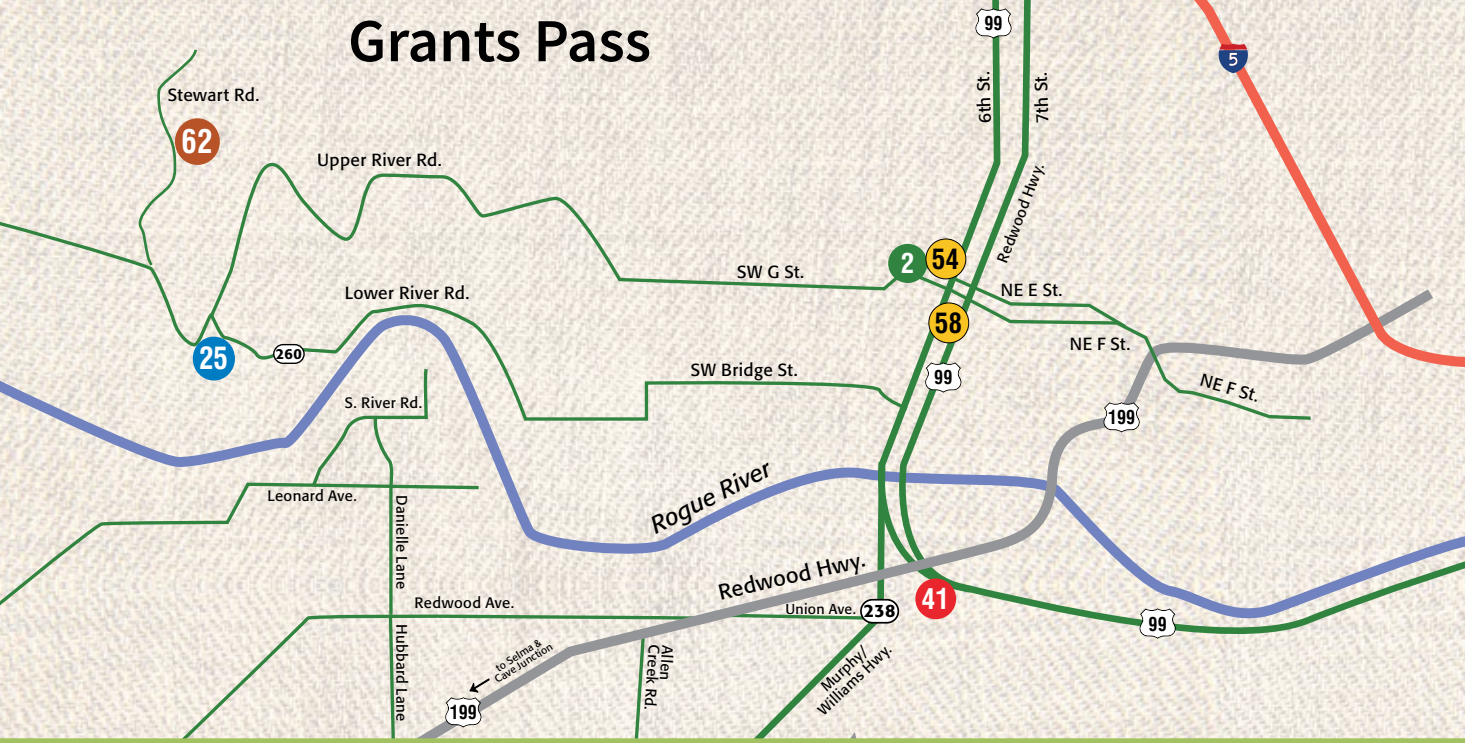 Grants Pass
99
5
6th St.
7th St.
Stewart Rd.
62
Upper River Rd.
Redwood Hwy.
2
54
SW G St.
NE E St.
Lower River Rd.
58
NE F St.
25
260
SW Bridge St.
99
NE F St.
S. River Rd.
199
Rogue River
Leonard Ave.
Danielle Lane
Redwood Hwy.
41
Redwood Ave.
Union Ave.
238
99
Hubbard Lane
to Selma &
Cave Junction
Allen
Creek Rd.
Murphy/
Williams Hwy.
199